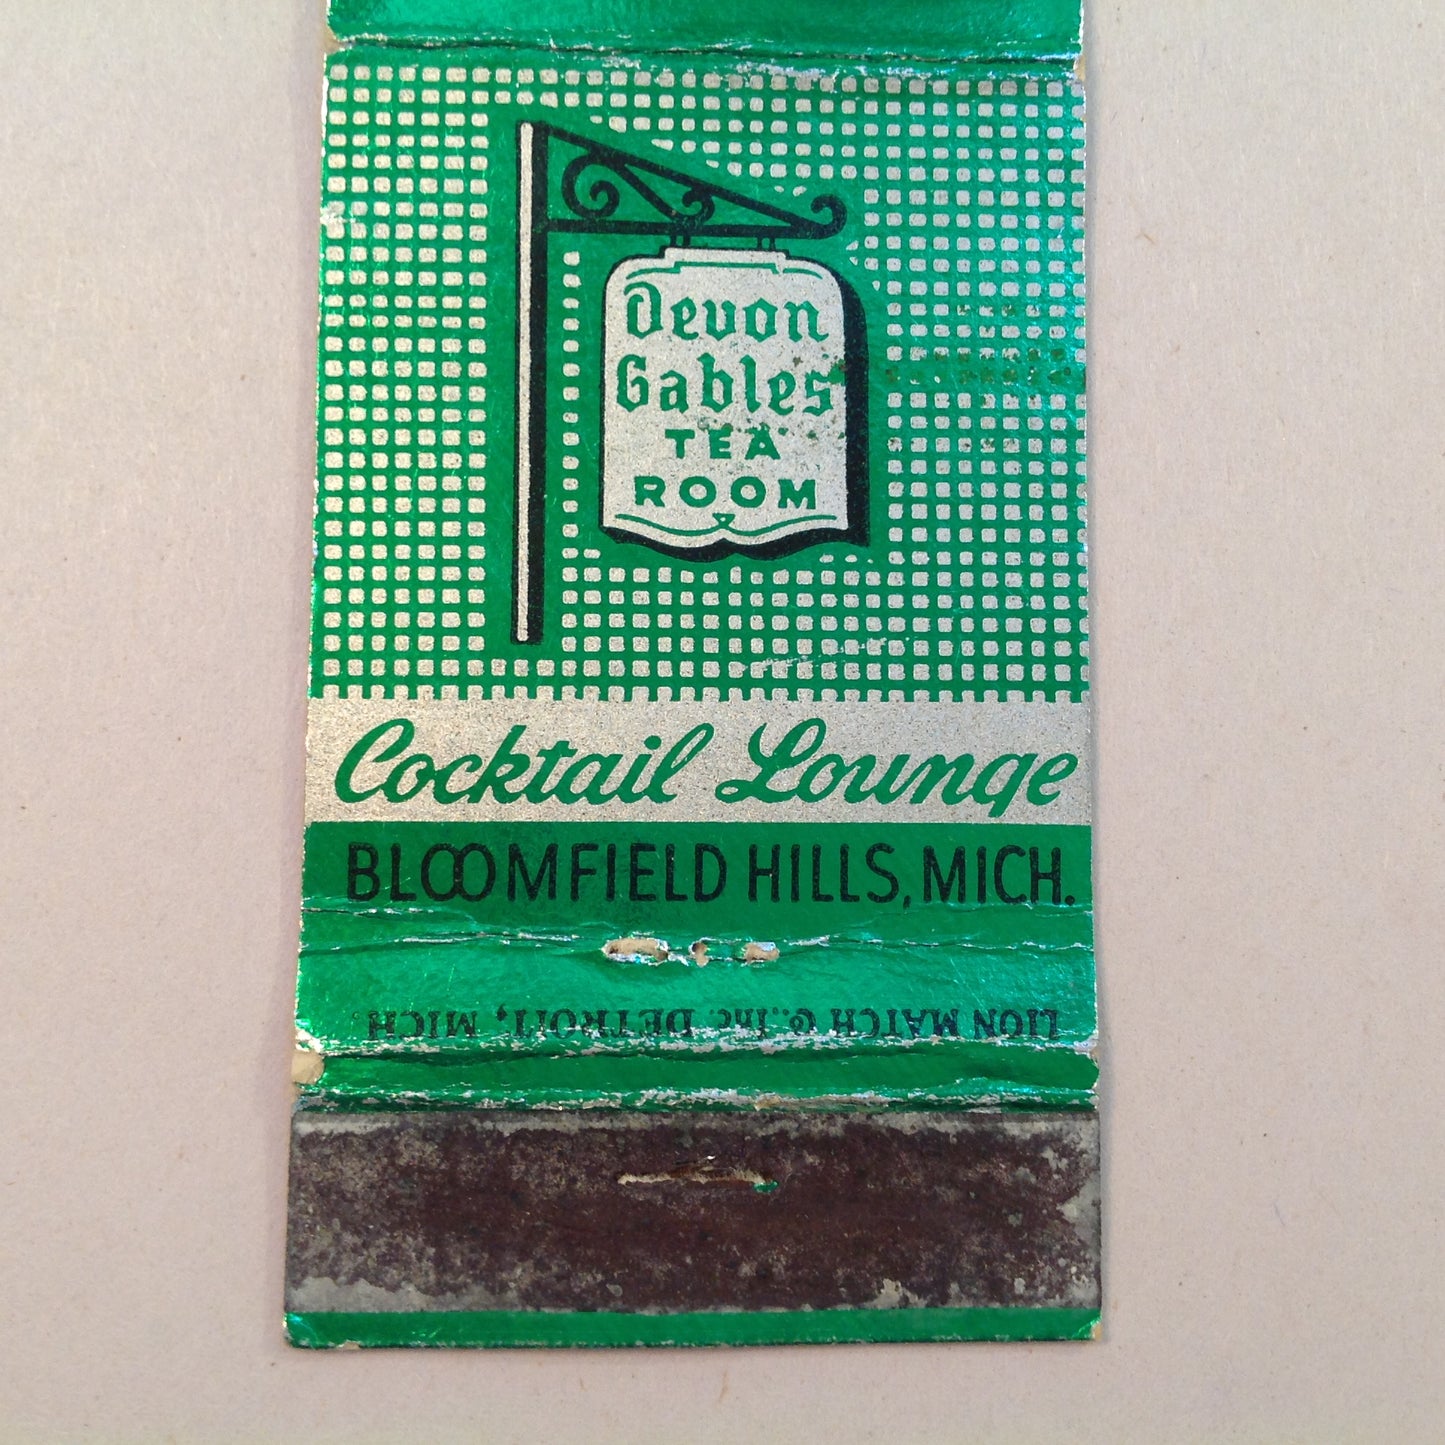 Devon
Gables
TEA
ROOM
Cocktail Lounge
BLOOMFIELD HILLS, MICH.
LION MATCH Co., Inc. DETROIT, MICH.